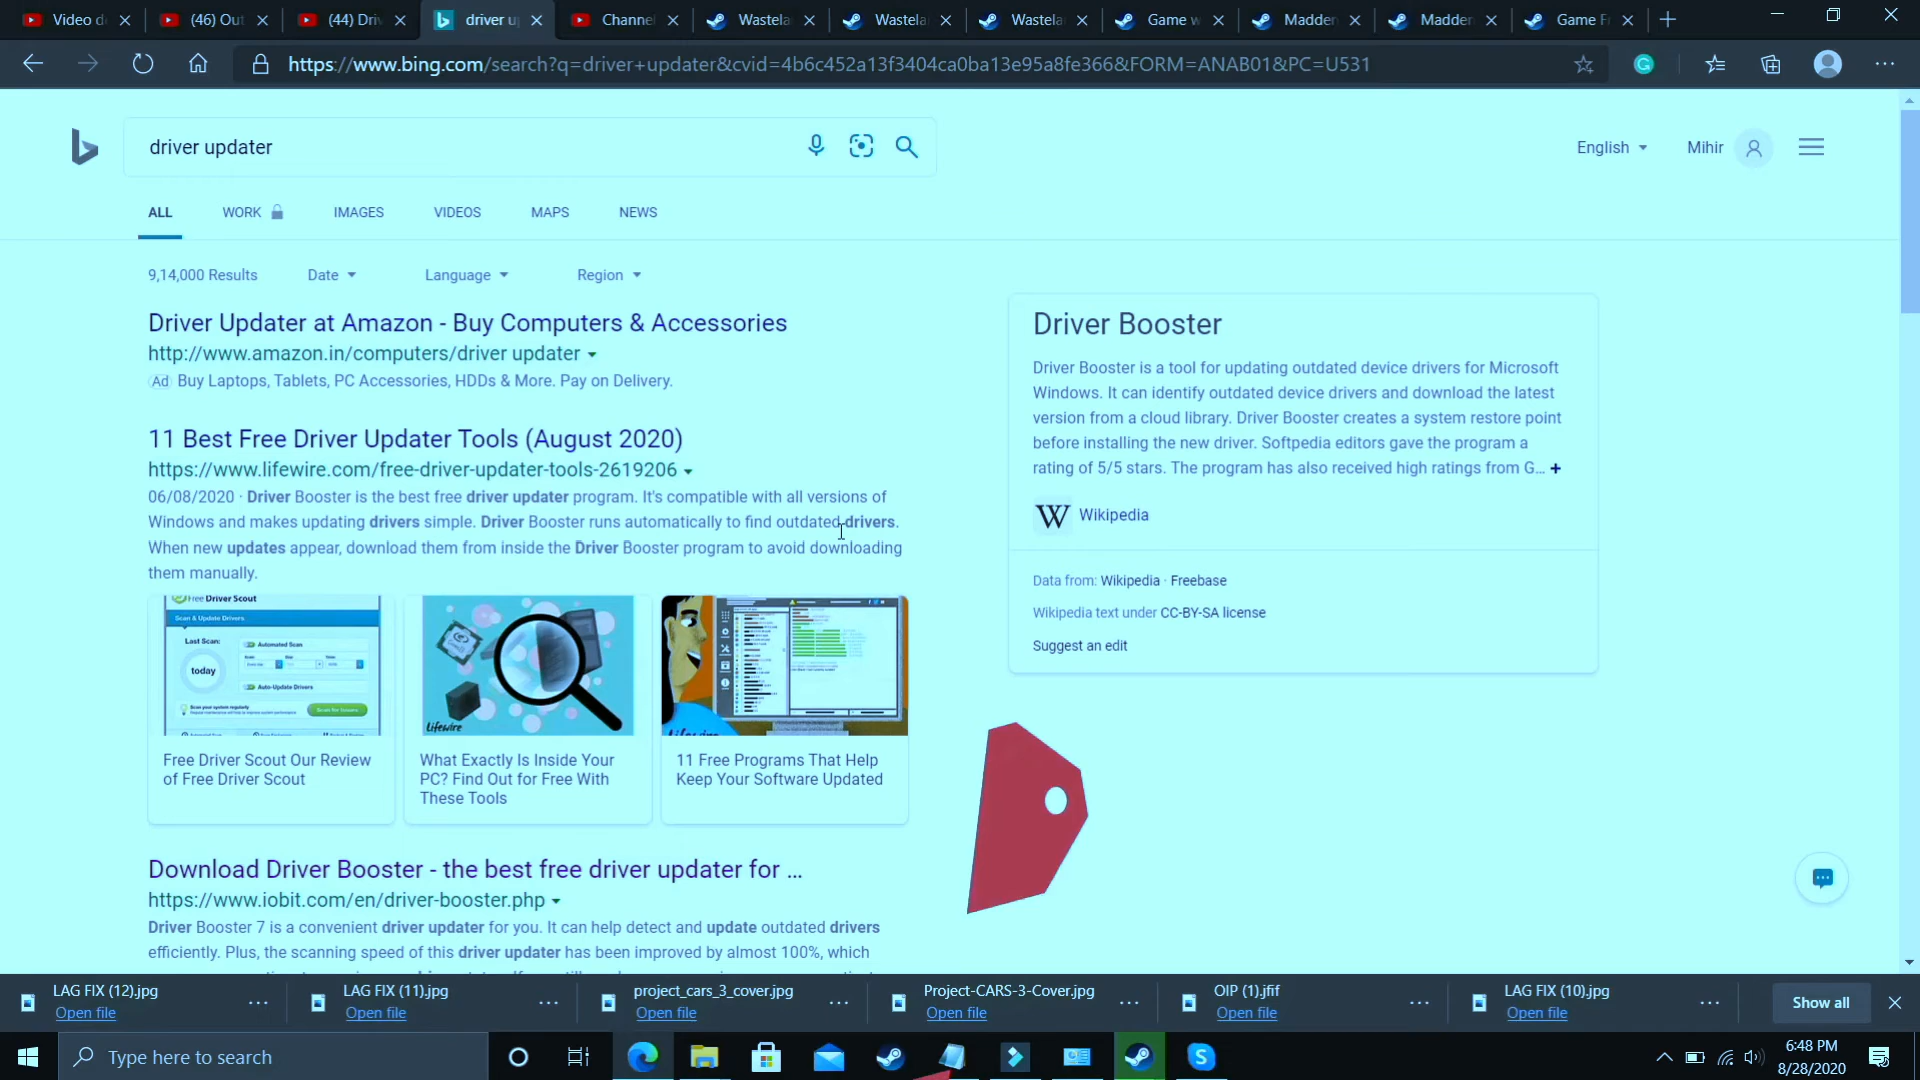 Video d
(46) Out
(44) Driv
driver u
Channel
Wastela
Wastela
Wastela
Game w
Madden
Madden
Game F
https://www.bing.com/search?q=driver+updater&cvid=4b6c452a13f3404ca0ba13e95a8fe366&FORM=ANAB01&PC=U531
driver updater
English
Mihir
ALL
WORK
IMAGES
VIDEOS
MAPS
NEWS
9,14,000 Results
Date
Language
Region
Driver Updater at Amazon - Buy Computers & Accessories
http://www.amazon.in/computers/driver updater
Ad Buy Laptops, Tablets, PC Accessories, HDDs & More. Pay on Delivery.
11 Best Free Driver Updater Tools (August 2020)
https://www.lifewire.com/free-driver-updater-tools-2619206
06/08/2020 · Driver Booster is the best free driver updater program. It's compatible with all versions of
Windows and makes updating drivers simple. Driver Booster runs automatically to find outdated drivers.
When new updates appear, download them from inside the Driver Booster program to avoid downloading
them manually.
Free Driver Scout
Scan & Update Drivers
Last Scan:
today
Automated Scan
Auto-Update Drivers
Lifewire
Lifewire
Free Driver Scout Our Review
of Free Driver Scout
What Exactly Is Inside Your
PC? Find Out for Free With
These Tools
11 Free Programs That Help
Keep Your Software Updated
Download Driver Booster - the best free driver updater for ...
https://www.iobit.com/en/driver-booster.php
Driver Booster 7 is a convenient driver updater for you. It can help detect and update outdated drivers
efficiently. Plus, the scanning speed of this driver updater has been improved by almost 100%, which
Driver Booster
Driver Booster is a tool for updating outdated device drivers for Microsoft
Windows. It can identify outdated device drivers and download the latest
version from a cloud library. Driver Booster creates a system restore point
before installing the new driver. Softpedia editors gave the program a
rating of 5/5 stars. The program has also received high ratings from G... +
W Wikipedia
Data from: Wikipedia · Freebase
Wikipedia text under CC-BY-SA license
Suggest an edit
LAG FIX (12).jpg
Open file
LAG FIX (11).jpg
Open file
project_cars_3_cover.jpg
Open file
Project-CARS-3-Cover.jpg
Open file
OIP (1).jfif
Open file
LAG FIX (10).jpg
Open file
Show all
Type here to search
6:48 PM
8/28/2020